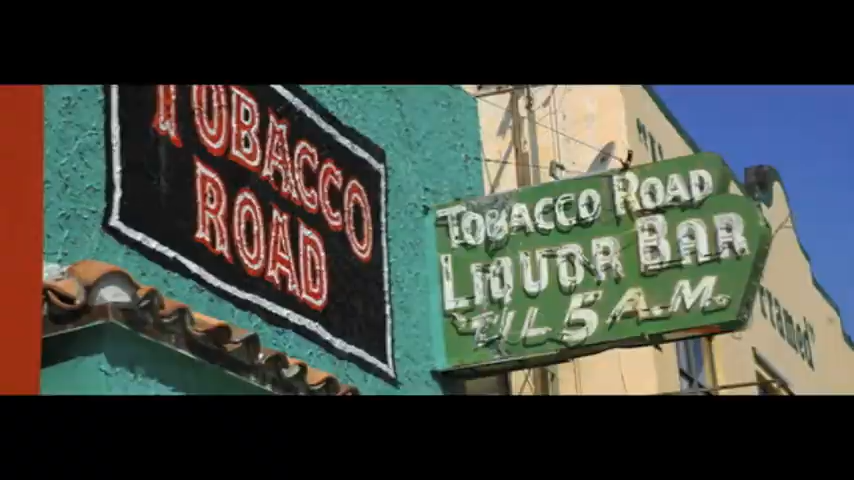 TOBACCO
ROAD
TOBACCO ROAD
LIQUOR BAR
TIL 5 A.M.